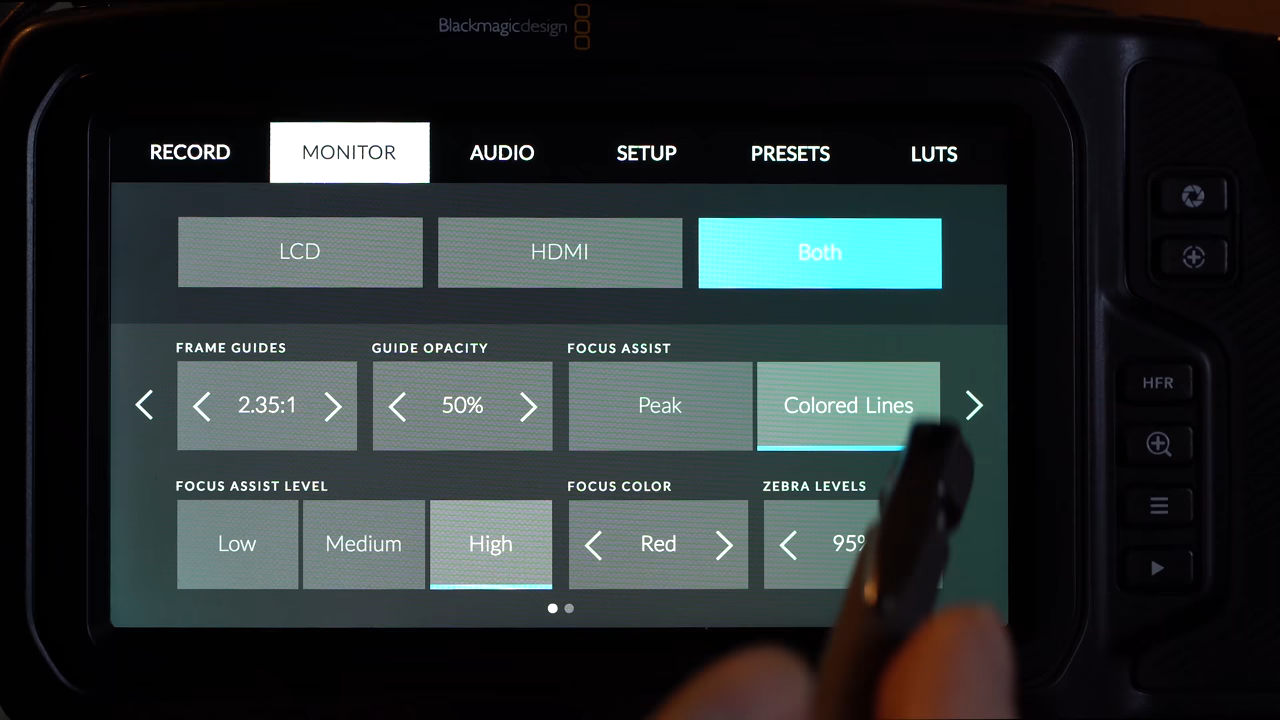 Blackmagicdesign
RECORD MONITOR AUDIO SETUP PRESETS LUTS
LCD HDMI Both
FRAME GUIDES GUIDE OPACITY FOCUS ASSIST
2.35:1 50% Peak Colored Lines
HFR
FOCUS ASSIST LEVEL FOCUS COLOR ZEBRA LEVELS
Low Medium High Red 95%